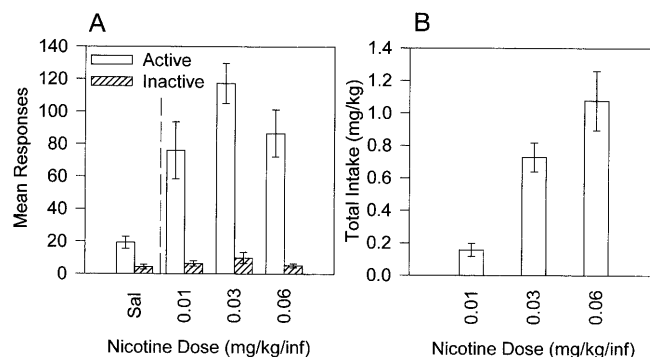 A
Mean Responses
140
120
100
80
60
40
20
0
Active
Inactive
Sal
0.01
0.03
0.06
Nicotine Dose (mg/kg/inf)
B
Total Intake (mg/kg)
1.4
1.2
1.0
0.8
0.6
0.4
0.2
0.0
0.01
0.03
0.06
Nicotine Dose (mg/kg/inf)